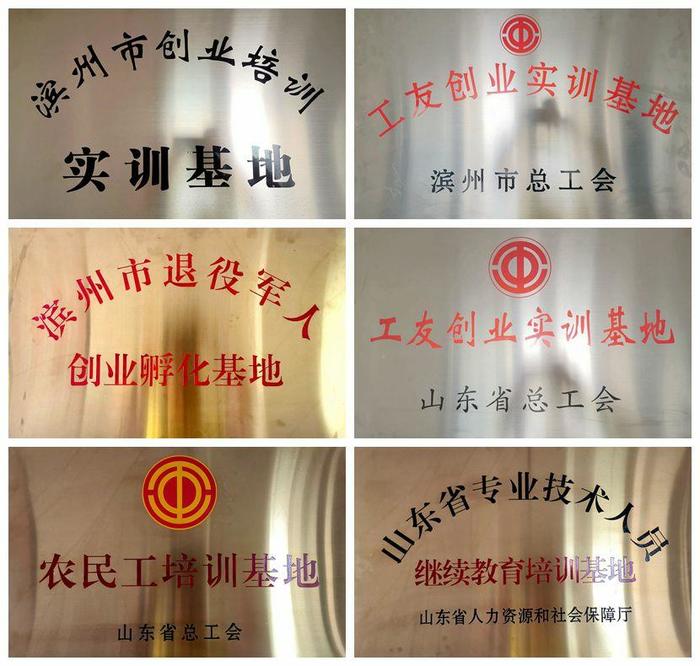 滨州市创业培训
实训基地
工友创业实训基地
滨州市总工会
滨州市退役军人
创业孵化基地
工友创业实训基地
山东省总工会
农民工培训基地
山东省总工会
山东省专业技术人员
继续教育培训基地
山东省人力资源和社会保障厅